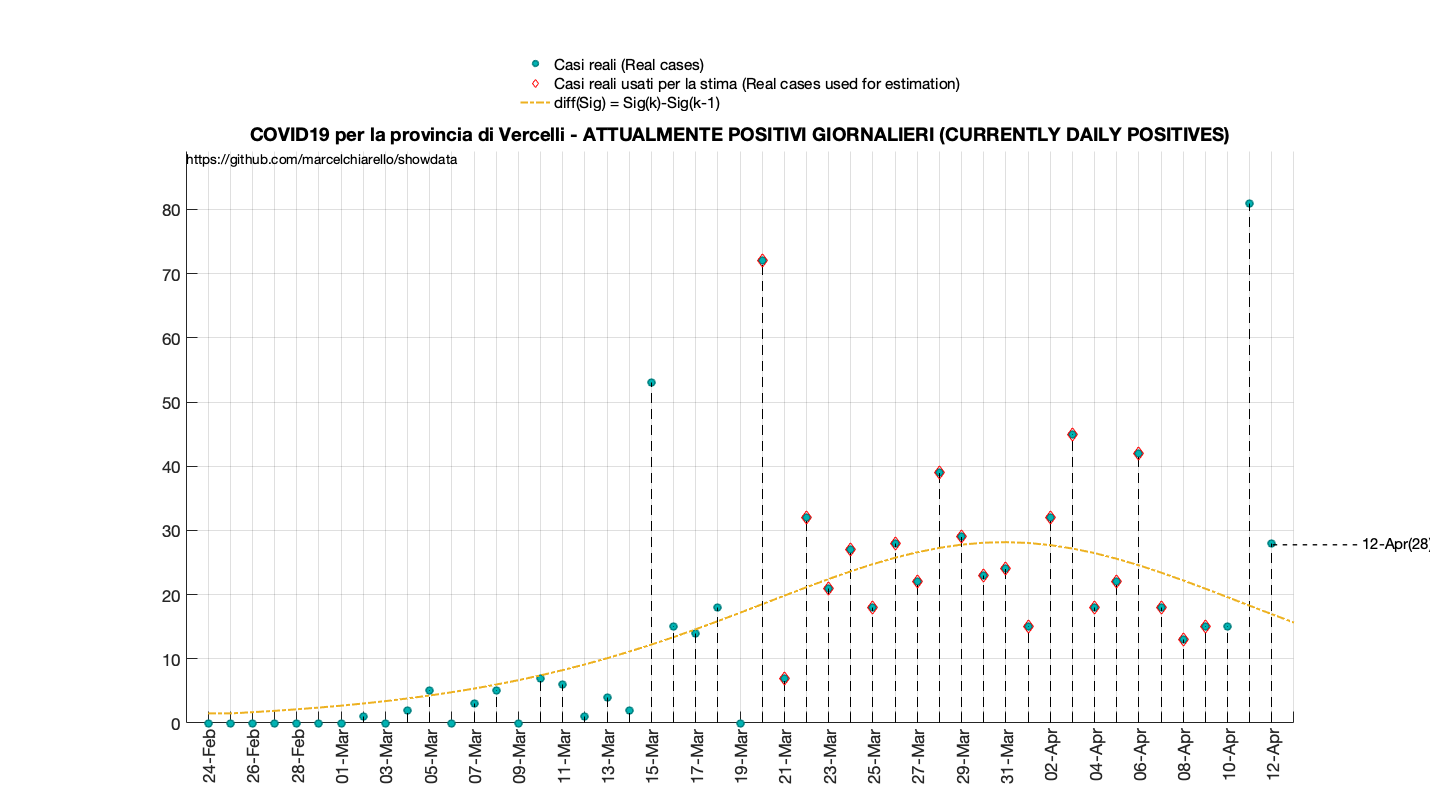 Casi reali (Real cases)
Casi reali usati per la stima (Real cases used for estimation)
diff(Sig) = Sig(k)-Sig(k-1)
COVID19 per la provincia di Vercelli - ATTUALMENTE POSITIVI GIORNALIERI (CURRENTLY DAILY POSITIVES)
https://github.com/marcelchiarello/showdata
80
70
60
50
40
30
20
10
0
12-Apr(28)
24-Feb
26-Feb
28-Feb
01-Mar
03-Mar
05-Mar
07-Mar
09-Mar
11-Mar
13-Mar
15-Mar
17-Mar
19-Mar
21-Mar
23-Mar
25-Mar
27-Mar
29-Mar
31-Mar
02-Apr
04-Apr
06-Apr
08-Apr
10-Apr
12-Apr